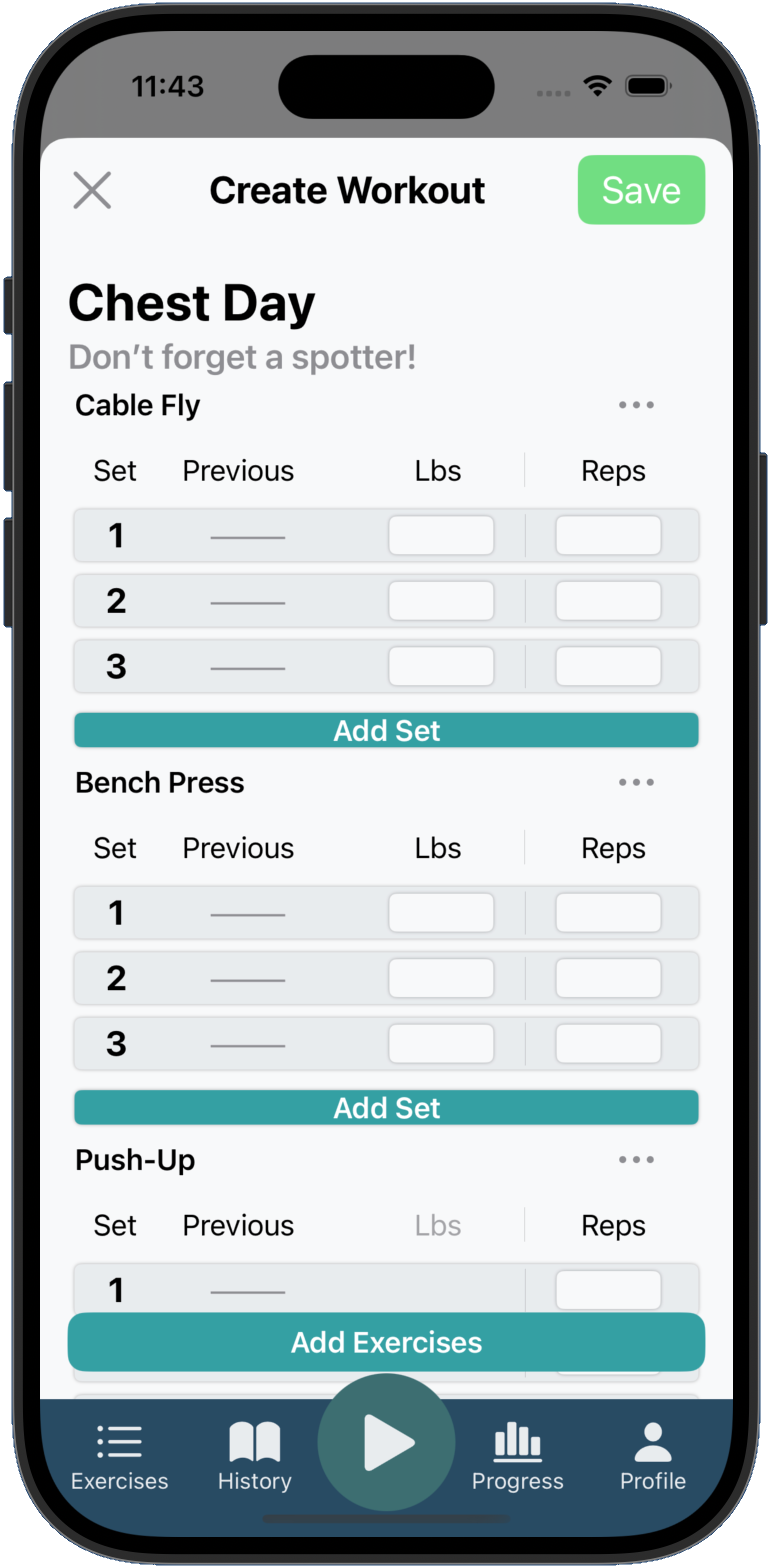 11:43
Create Workout Save
Chest Day
Don’t forget a spotter!
Cable Fly
Set Previous Lbs Reps
1
2
3
Add Set
Bench Press
Set Previous Lbs Reps
1
2
3
Add Set
Push-Up
Set Previous Lbs Reps
1
Add Exercises
Exercises History Progress Profile